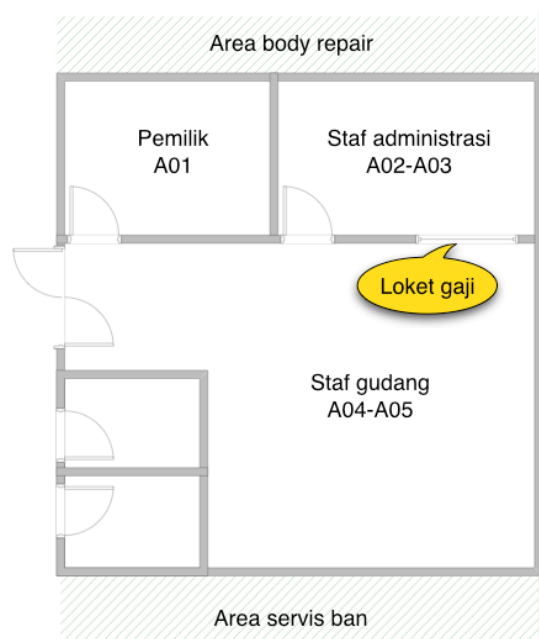 Area body repair
Pemilik
A01
Staf administrasi
A02-A03
Loket gaji
Staf gudang
A04-A05
Area servis ban